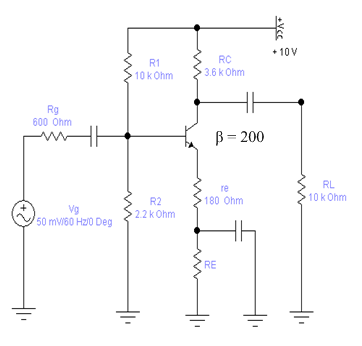 +Vcc
+ 10 V
R1
10 k Ohm
RC
3.6 k Ohm
Rg
600 Ohm
β = 200
Vg
50 mV/60 Hz/0 Deg
R2
2.2 k Ohm
re
180 Ohm
RL
10 k Ohm
RE